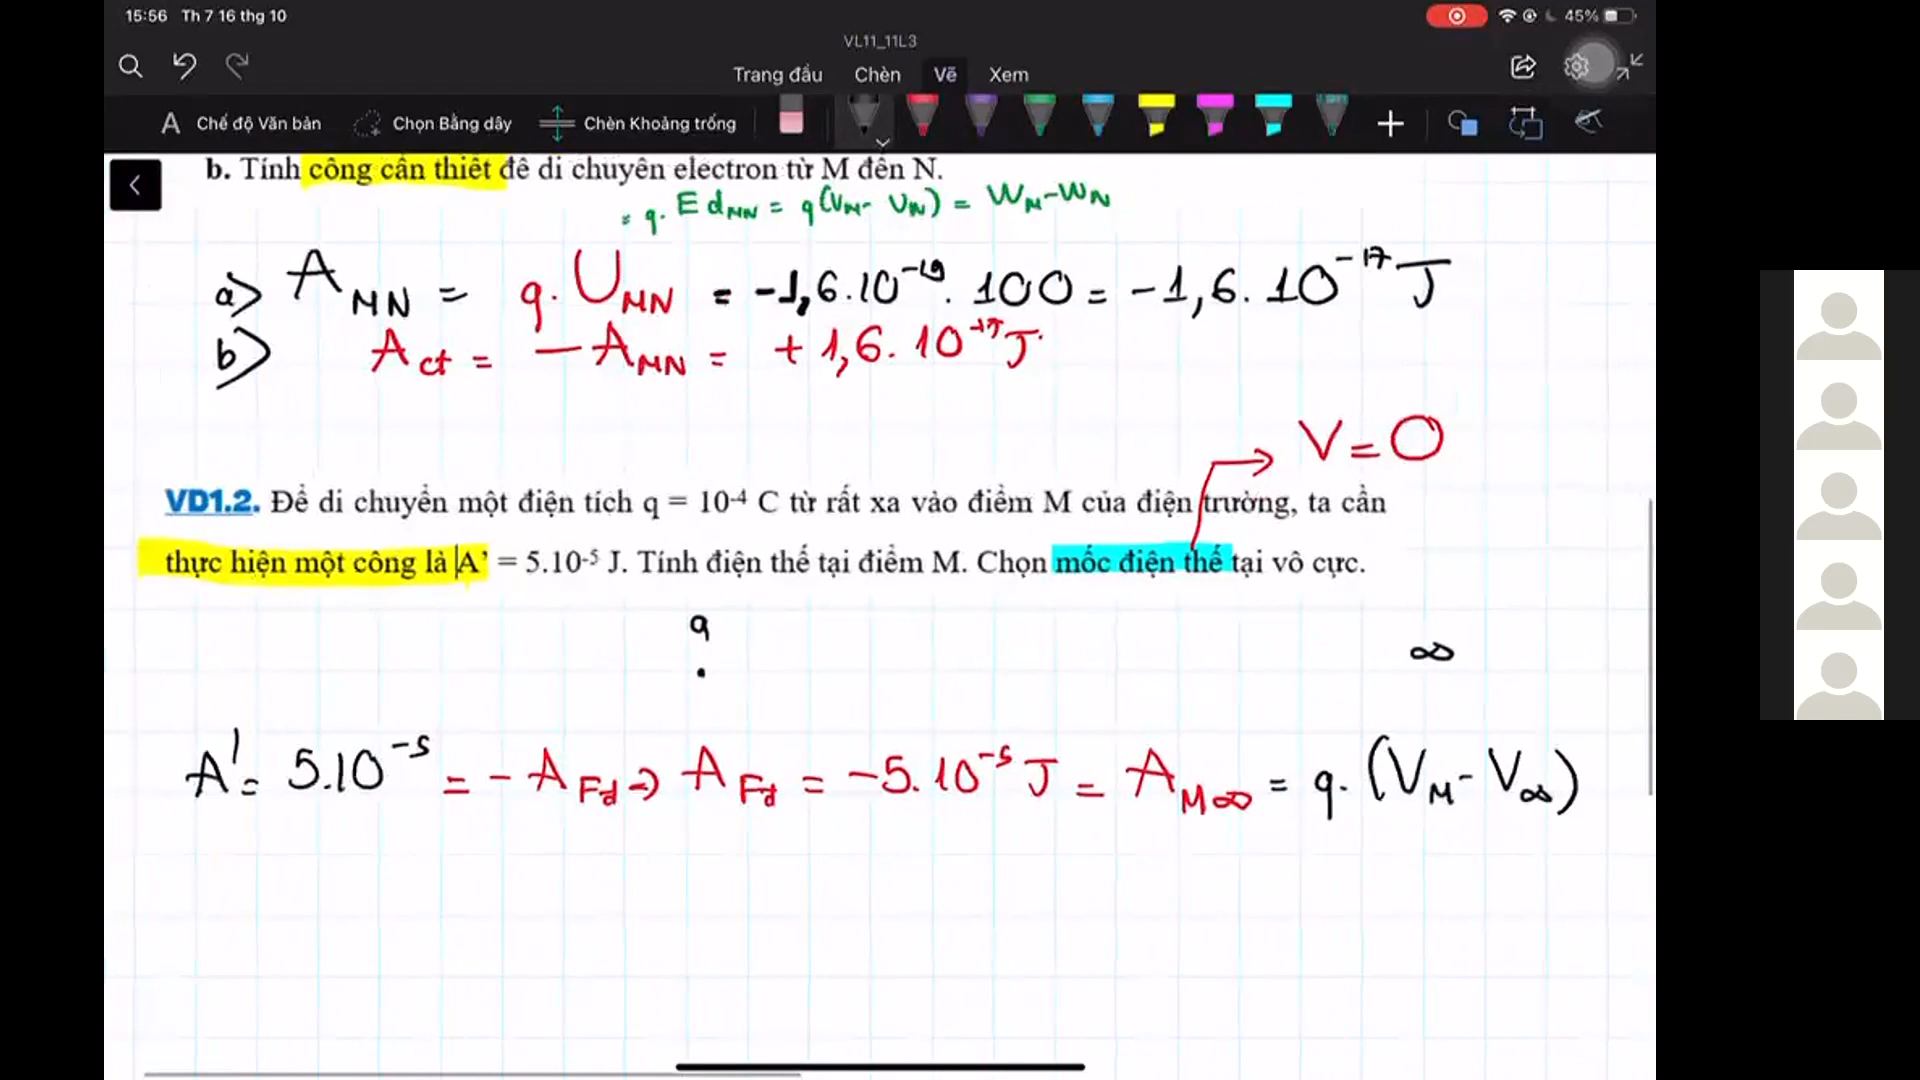 15:56 Th 7 16 thg 10
45%
VL11_11L3
Trang đầu Chèn Vẽ Xem
A Chế độ Văn bản Chọn Bằng dây Chèn Khoảng trống
b. Tính công cần thiết để di chuyển electron từ M đến N.
= q. E d_MN = q(V_M - V_N) = W_M - W_N
a) A_MN = q. U_MN = -1,6.10^-19. 100 = -1,6. 10^-17 J
b) A_ct = - A_MN = + 1,6. 10^-17 J.
V = 0
VD1.2. Để di chuyển một điện tích q = 10^-4 C từ rất xa vào điểm M của điện trường, ta cần
thực hiện một công là A' = 5.10^-5 J. Tính điện thế tại điểm M. Chọn mốc điện thế tại vô cực.
q
∞
A' = 5.10^-5 = - A_Fd => A_Fd = -5.10^-5 J = A_M∞ = q. (V_M - V_∞)